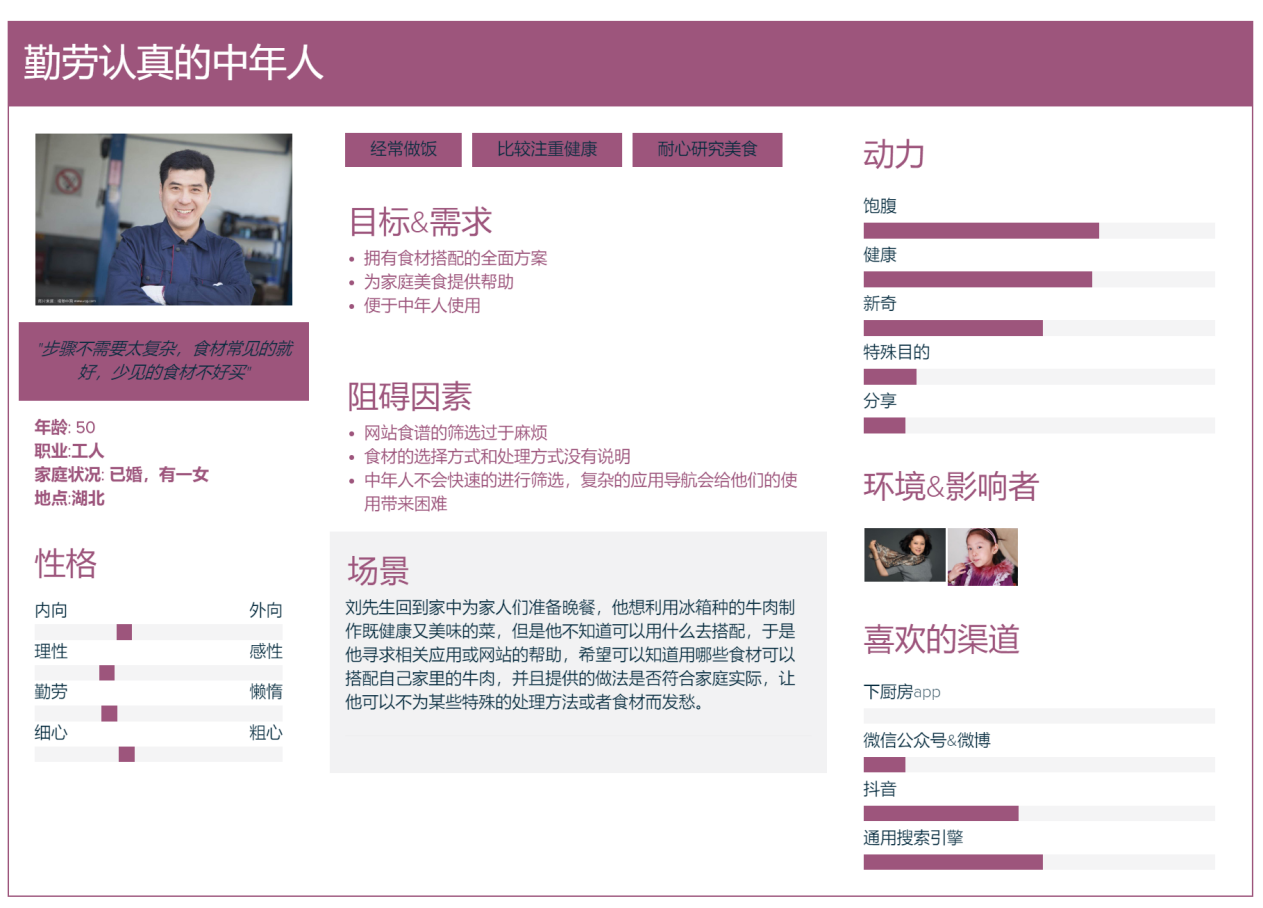 勤劳认真的中年人
"步骤不需要太复杂，食材常见的就
好，少见的食材不好买"
年龄: 50
职业:工人
家庭状况: 已婚，有一女
地点:湖北
性格
内向 外向
理性 感性
勤劳 懒惰
细心 粗心
经常做饭 比较注重健康 耐心研究美食
目标&需求
• 拥有食材搭配的全面方案
• 为家庭美食提供帮助
• 便于中年人使用
阻碍因素
• 网站食谱的筛选过于麻烦
• 食材的选择方式和处理方式没有说明
• 中年人不会快速的进行筛选，复杂的应用导航会给他们的使
用带来困难
场景
刘先生回到家中为家人们准备晚餐，他想利用冰箱种的牛肉制
作既健康又美味的菜，但是他不知道可以用什么去搭配，于是
他寻求相关应用或网站的帮助，希望可以知道用哪些食材可以
搭配自己家里的牛肉，并且提供的做法是否符合家庭实际，让
他可以不为某些特殊的处理方法或者食材而发愁。
动力
饱腹
健康
新奇
特殊目的
分享
环境&影响者
喜欢的渠道
下厨房app
微信公众号&微博
抖音
通用搜索引擎